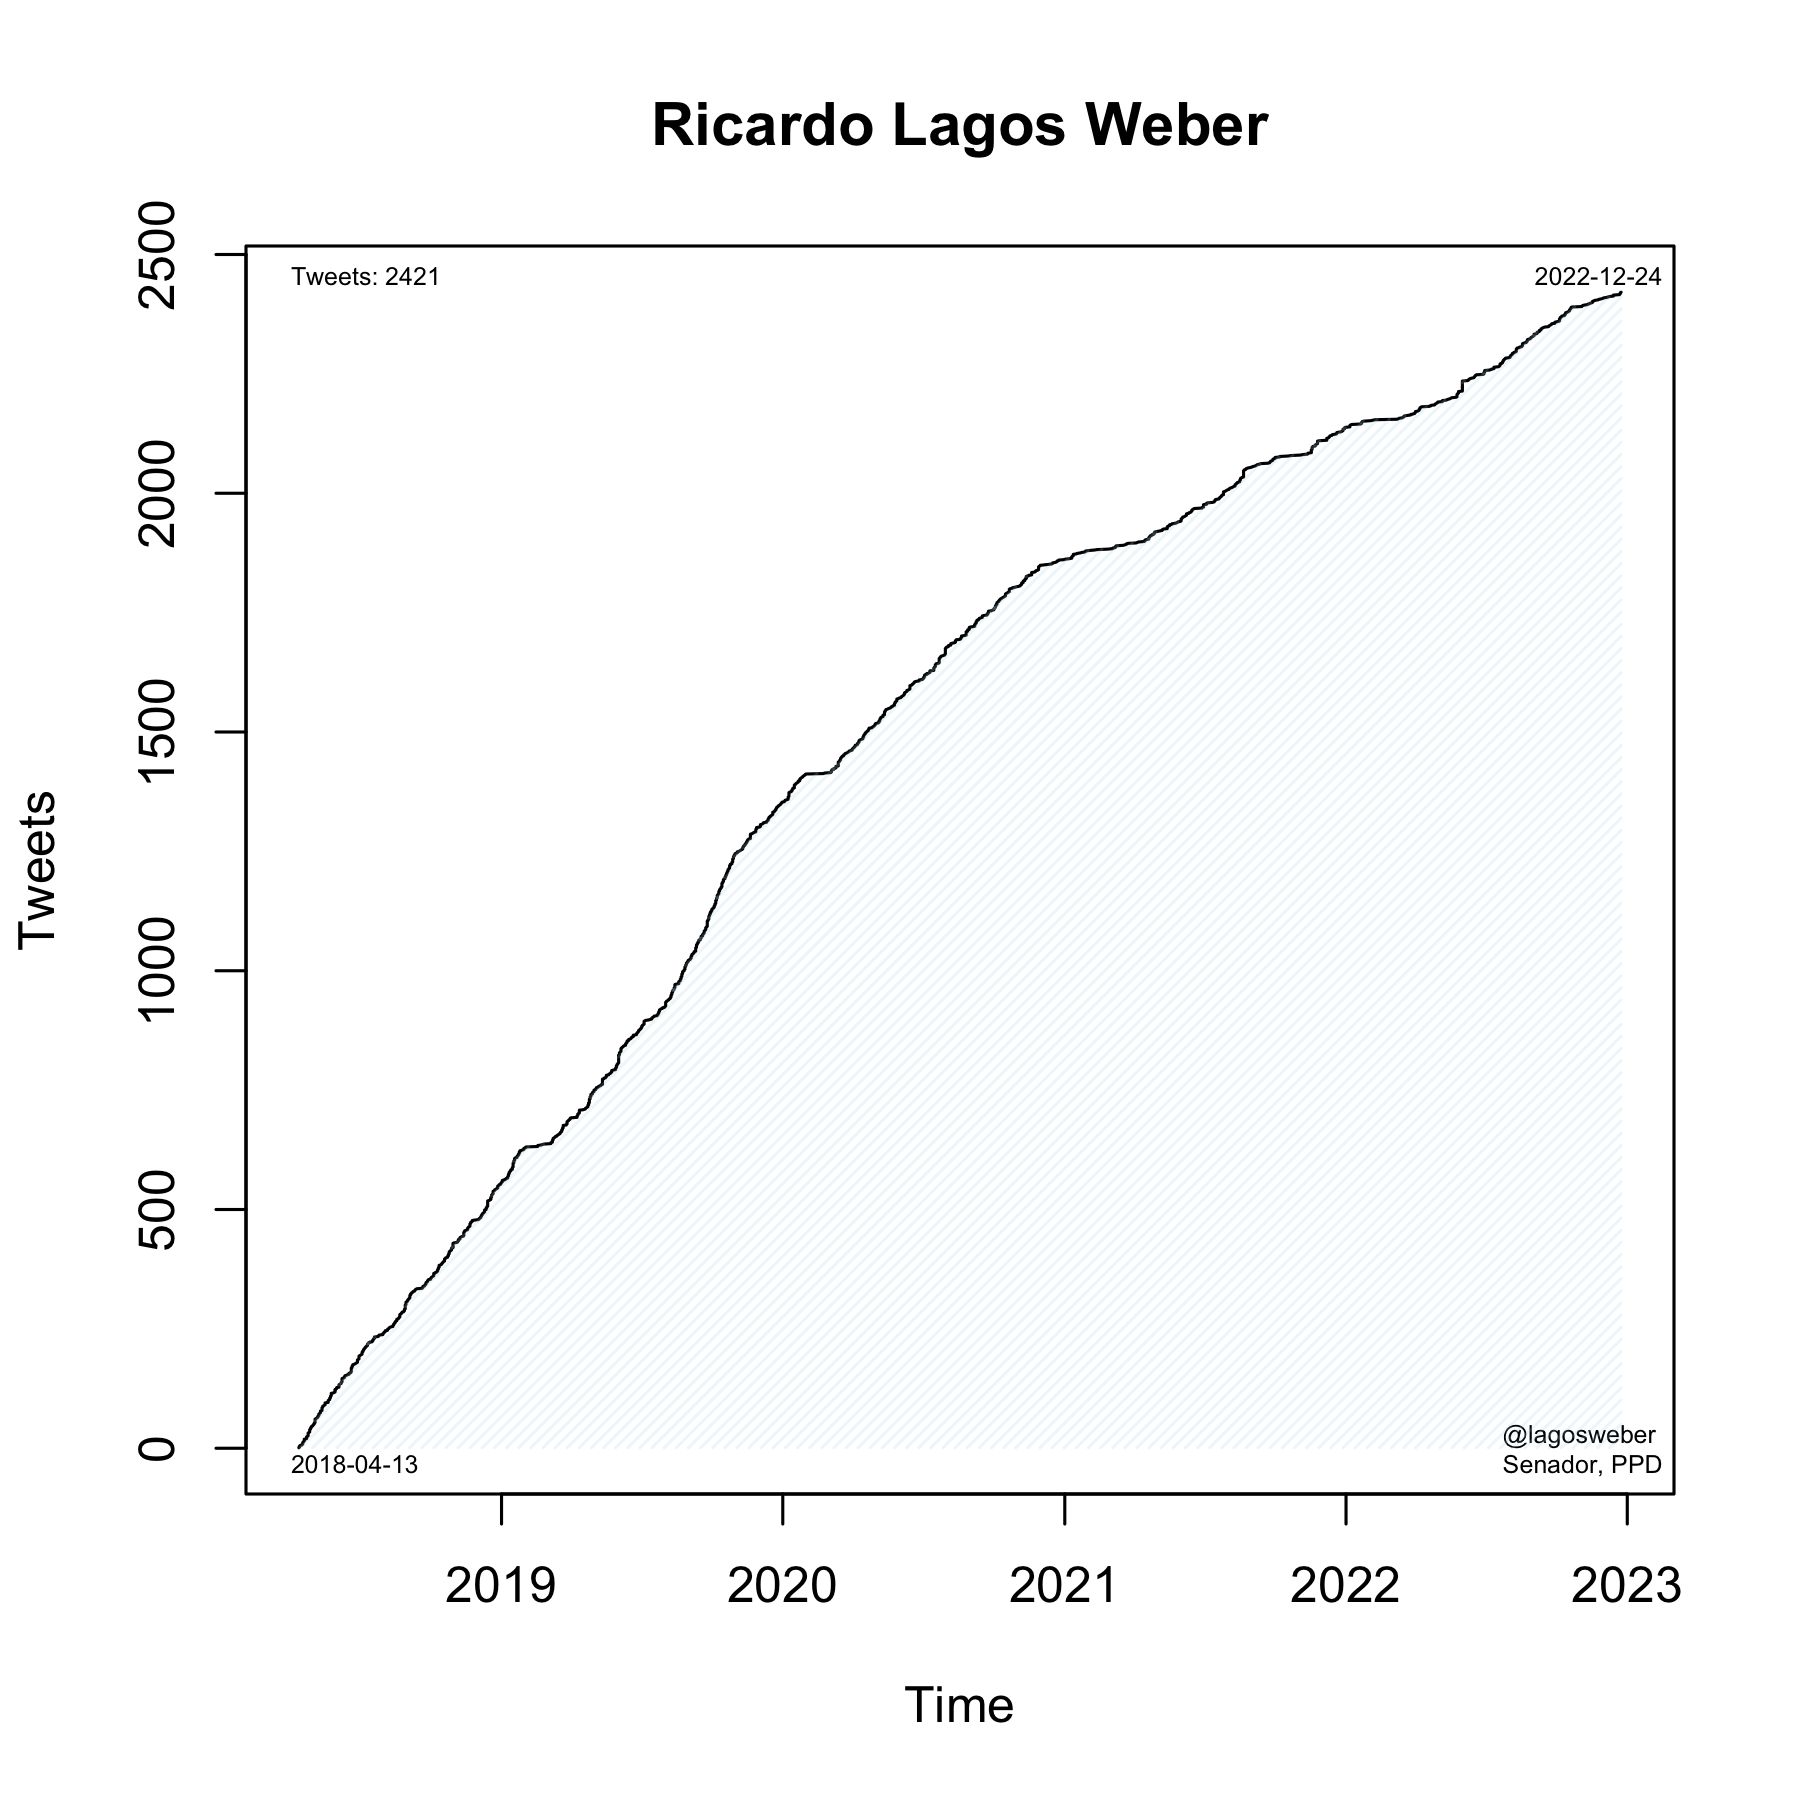 Ricardo Lagos Weber
Tweets: 2421
2022-12-24
2500
2000
1500
1000
500
0
Tweets
2018-04-13
@lagosweber
Senador, PPD
2019
2020
2021
2022
2023
Time